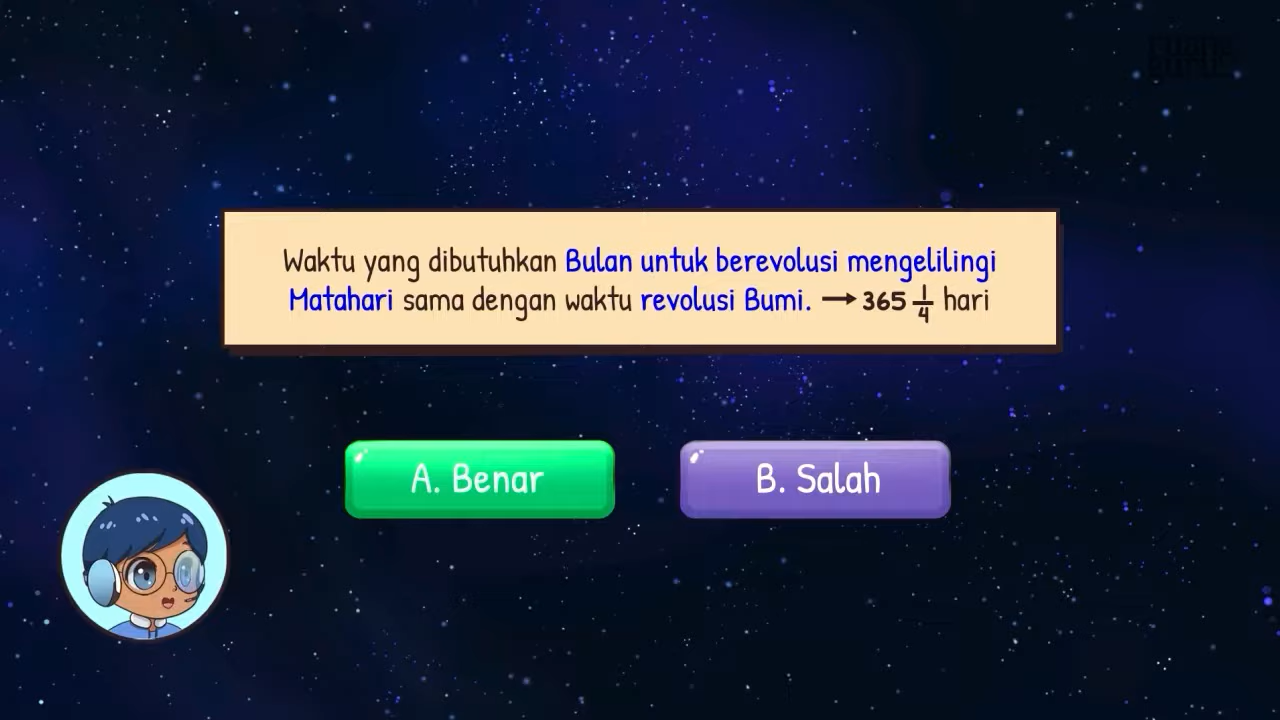 Waktu yang dibutuhkan Bulan untuk berevolusi mengelilingi
Matahari sama dengan waktu revolusi Bumi. → 365 1/4 hari
A. Benar
B. Salah